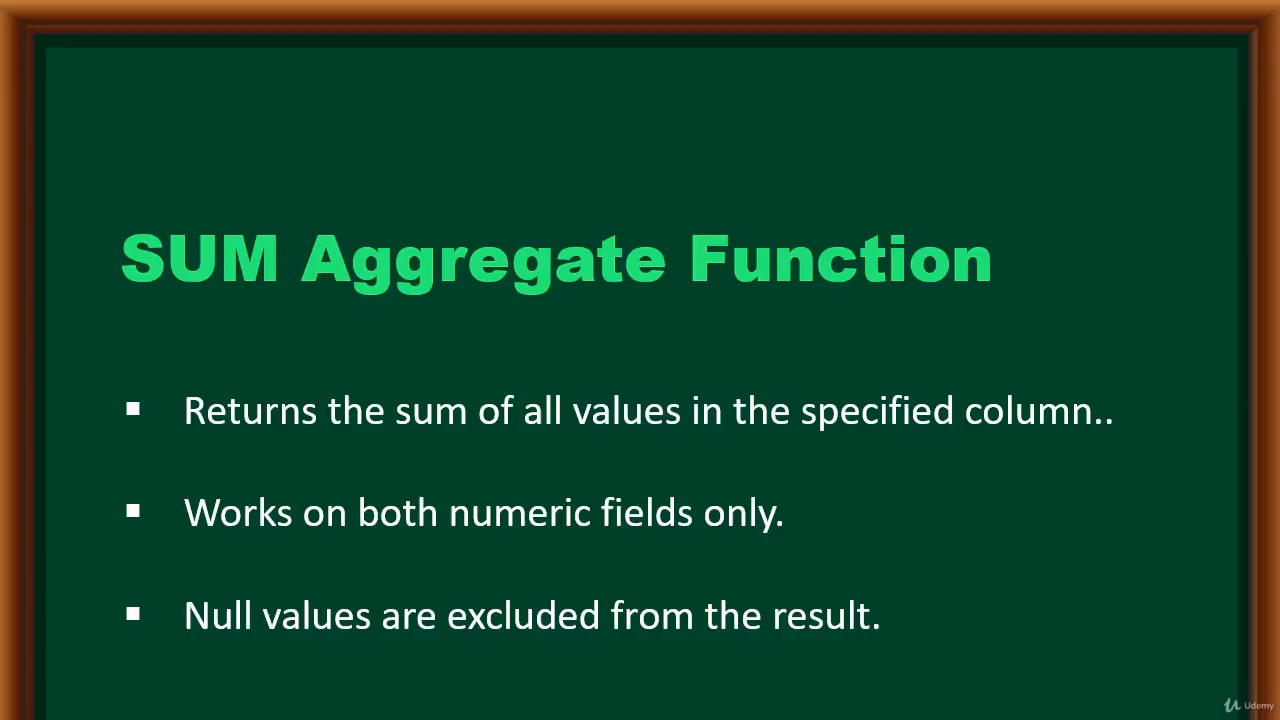 SUM Aggregate Function
▪ Returns the sum of all values in the specified column..
▪ Works on both numeric fields only.
▪ Null values are excluded from the result.
Udemy